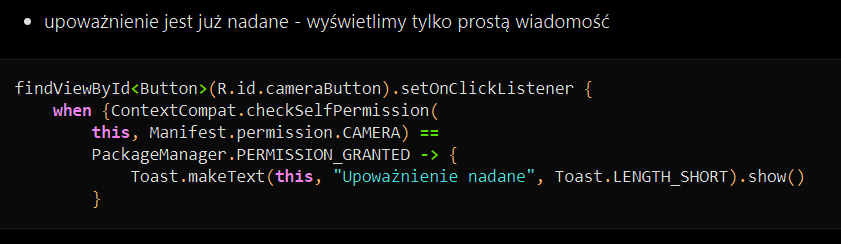 • upoważnienie jest już nadane - wyświetlimy tylko prostą wiadomość
findViewById<Button>(R.id.cameraButton).setOnClickListener {
    when {ContextCompat.checkSelfPermission(
        this, Manifest.permission.CAMERA) ==
        PackageManager.PERMISSION_GRANTED -> {
            Toast.makeText(this, "Upoważnienie nadane", Toast.LENGTH_SHORT).show()
        }